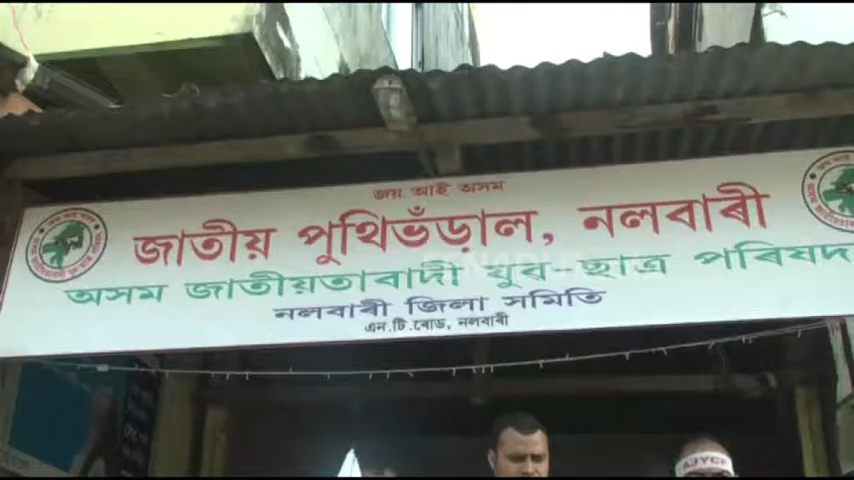 জয় আই অসম
জাতীয় পুথিভঁড়াল, নলবাৰী
অসম জাতীয়তাবাদী যুব-ছাত্ৰ পৰিষদ
নলবাৰী জিলা সমিতি
এন.টি.ৰোড, নলবাৰী
AJYCP